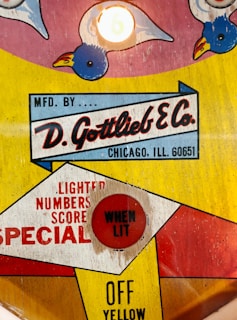 MFD. BY ....
D. Gottlieb & Co.
CHICAGO, ILL. 60651
LIGHTED
NUMBERS
SCORE
SPECIAL
WHEN
LIT
OFF
YELLOW